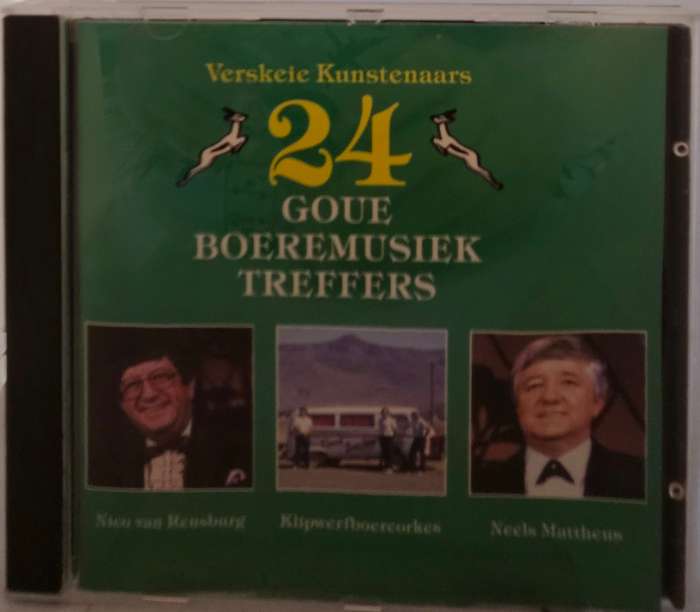 Verskeie Kunstenaars
24
GOUE
BOEREMUSIEK
TREFFERS
Nico van Rensburg
Klipwerfboereorkes
Neels Mattheus